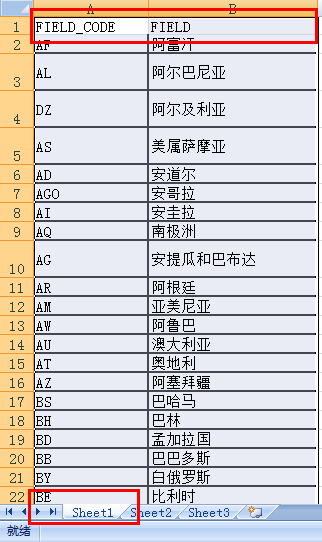 A B
1 FIELD_CODE FIELD
2 AF 阿富汗
3 AL 阿尔巴尼亚
4 DZ 阿尔及利亚
5 AS 美属萨摩亚
6 AD 安道尔
7 AGO 安哥拉
8 AI 安圭拉
9 AQ 南极洲
10 AG 安提瓜和巴布达
11 AR 阿根廷
12 AM 亚美尼亚
13 AW 阿鲁巴
14 AU 澳大利亚
15 AT 奥地利
16 AZ 阿塞拜疆
17 BS 巴哈马
18 BH 巴林
19 BD 孟加拉国
20 BB 巴巴多斯
21 BY 白俄罗斯
22 BE 比利时
Sheet1 Sheet2 Sheet3
就绪